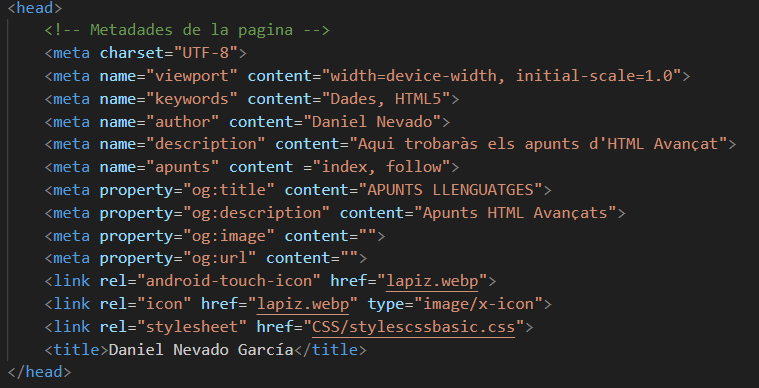 <head>
<!-- Metadades de la pagina -->
<meta charset="UTF-8">
<meta name="viewport" content="width=device-width, initial-scale=1.0">
<meta name="keywords" content="Dades, HTML5">
<meta name="author" content="Daniel Nevado">
<meta name="description" content="Aqui trobaràs els apunts d'HTML Avançat">
<meta name="apunts" content ="index, follow">
<meta property="og:title" content="APUNTS LLENGUATGES">
<meta property="og:description" content="Apunts HTML Avançats">
<meta property="og:image" content="">
<meta property="og:url" content="">
<link rel="android-touch-icon" href="lapiz.webp">
<link rel="icon" href="lapiz.webp" type="image/x-icon">
<link rel="stylesheet" href="CSS/stylescssbasic.css">
<title>Daniel Nevado García</title>
</head>